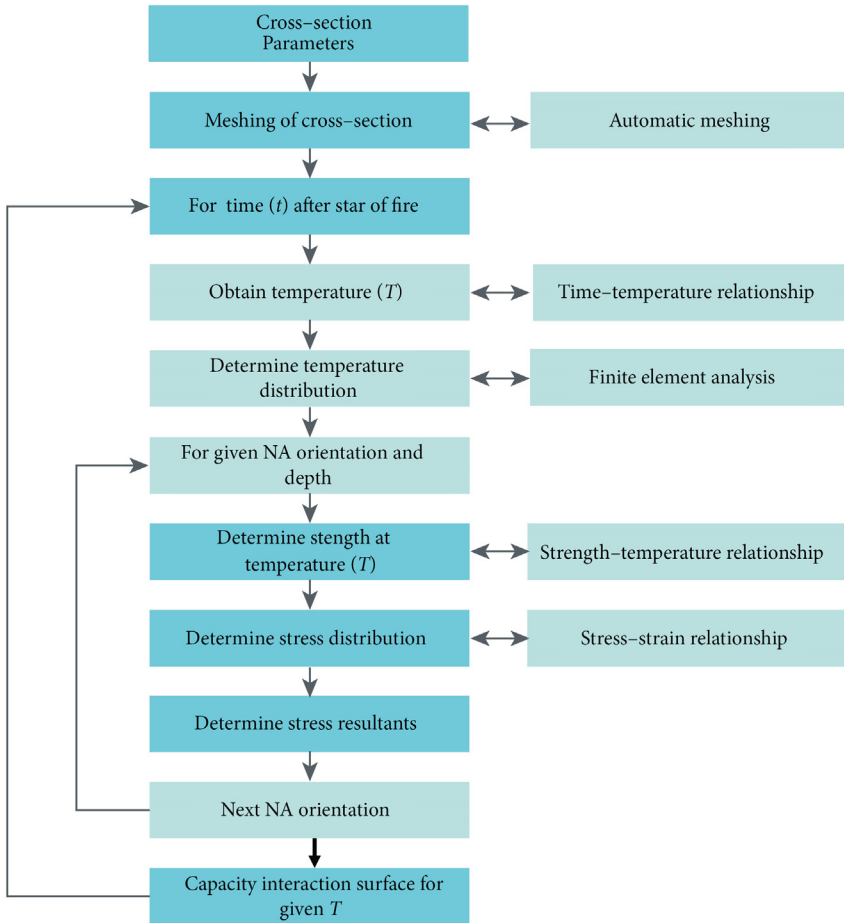 Cross–section
Parameters
Meshing of cross–section
Automatic meshing
For time (t) after star of fire
Obtain temperature (T)
Time–temperature relationship
Determine temperature
distribution
Finite element analysis
For given NA orientation and
depth
Determine stength at
temperature (T)
Strength–temperature relationship
Determine stress distribution
Stress–strain relationship
Determine stress resultants
Next NA orientation
Capacity interaction surface for
given T